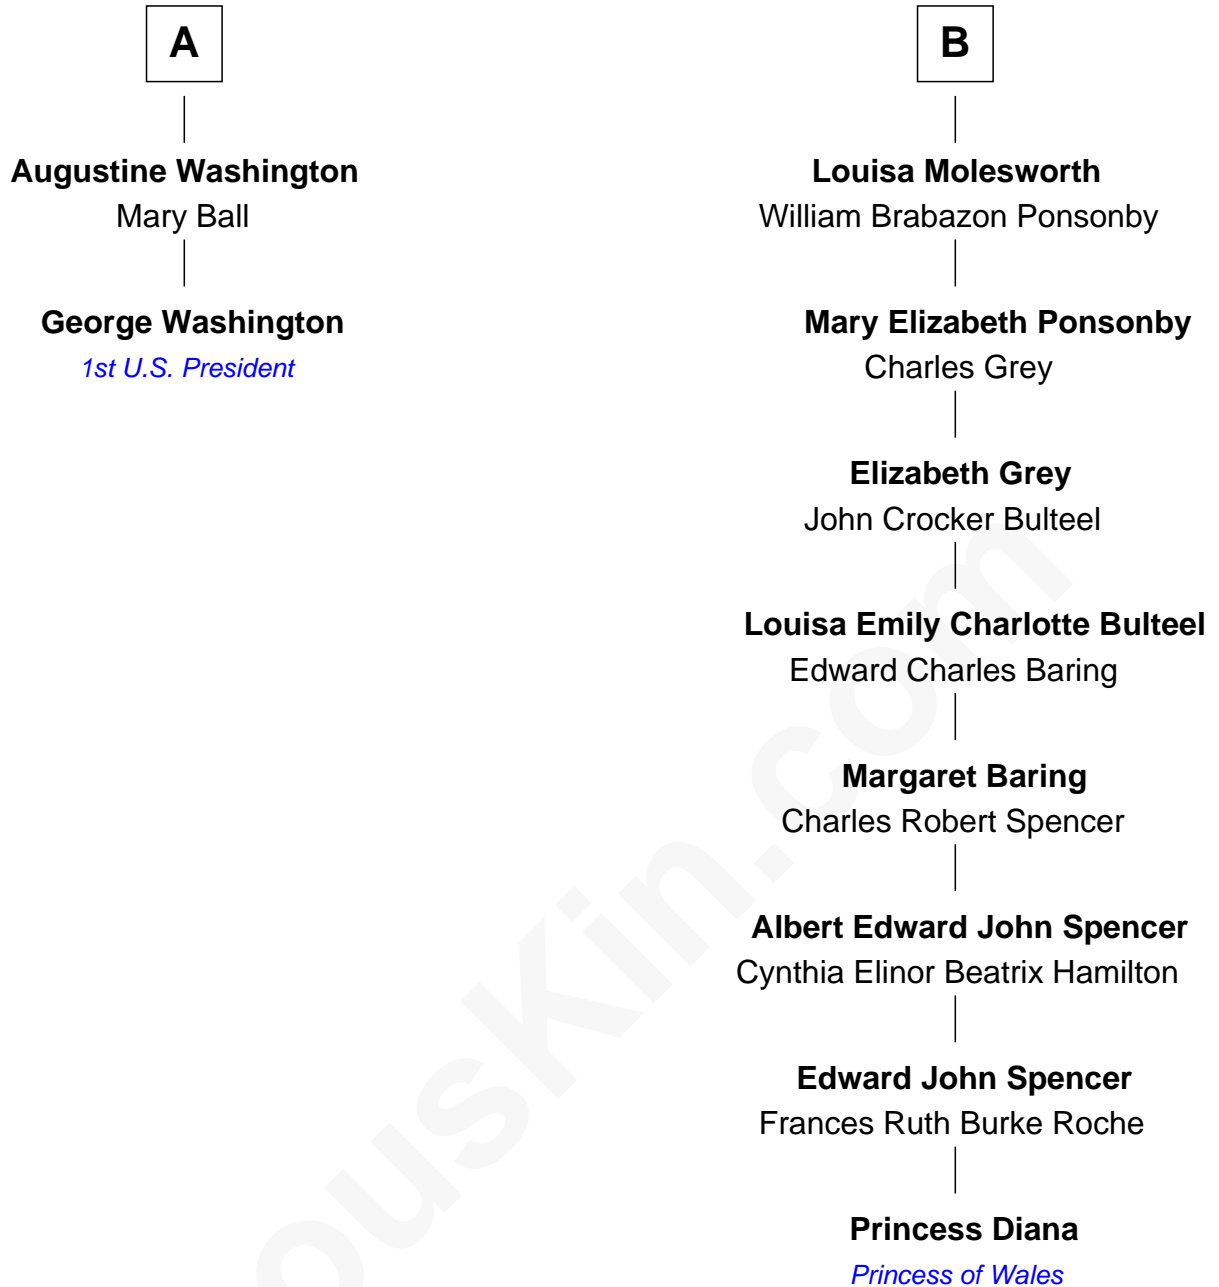 A
Augustine Washington
Mary Ball
George Washington
1st U.S. President
B
Louisa Molesworth
William Brabazon Ponsonby
Mary Elizabeth Ponsonby
Charles Grey
Elizabeth Grey
John Crocker Bulteel
Louisa Emily Charlotte Bulteel
Edward Charles Baring
Margaret Baring
Charles Robert Spencer
Albert Edward John Spencer
Cynthia Elinor Beatrix Hamilton
Edward John Spencer
Frances Ruth Burke Roche
Princess Diana
Princess of Wales
ousKin.com